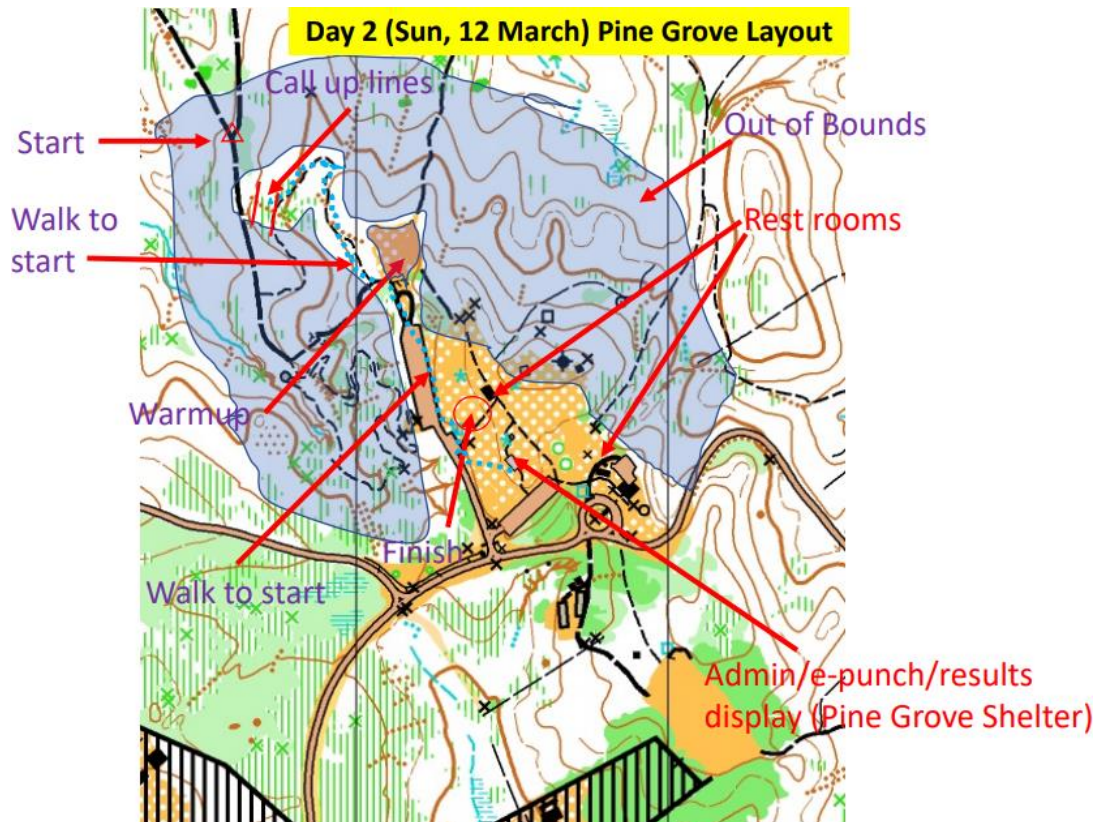 Day 2 (Sun, 12 March) Pine Grove Layout
Call up lines
Start
Out of Bounds
Walk to
start
Rest rooms
Warmup
Finish
Walk to start
Admin/e-punch/results
display (Pine Grove Shelter)